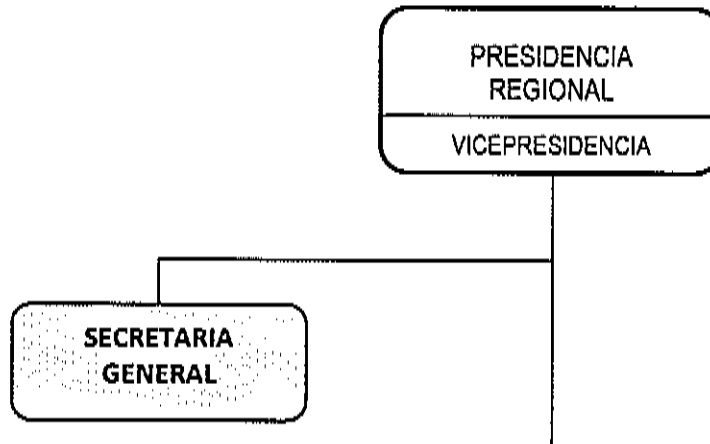 PRESIDENCIA
REGIONAL
VICEPRESIDENCIA
SECRETARIA
GENERAL